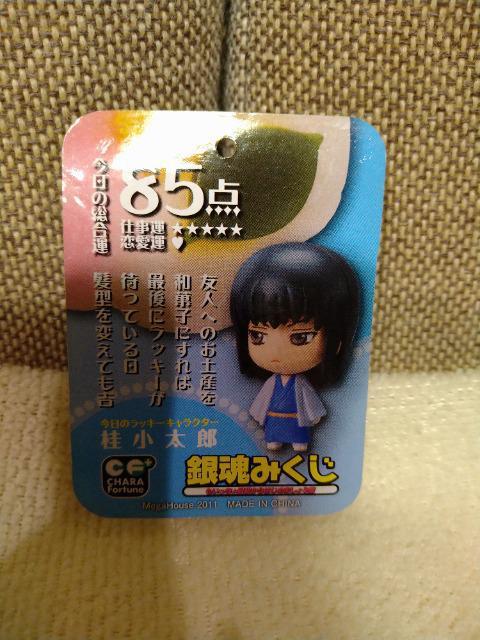 今日の総合運
85点
仕事運★★★★★
恋愛運♥
友人へのお土産を
和菓子にすれば
最後にラッキーが
待っている日
髪型を変えても吉
今日のラッキーキャラクター
桂小太郎
CF+
CHARA
Fortune
銀魂みくじ
MegaHouse 2011 MADE IN CHINA